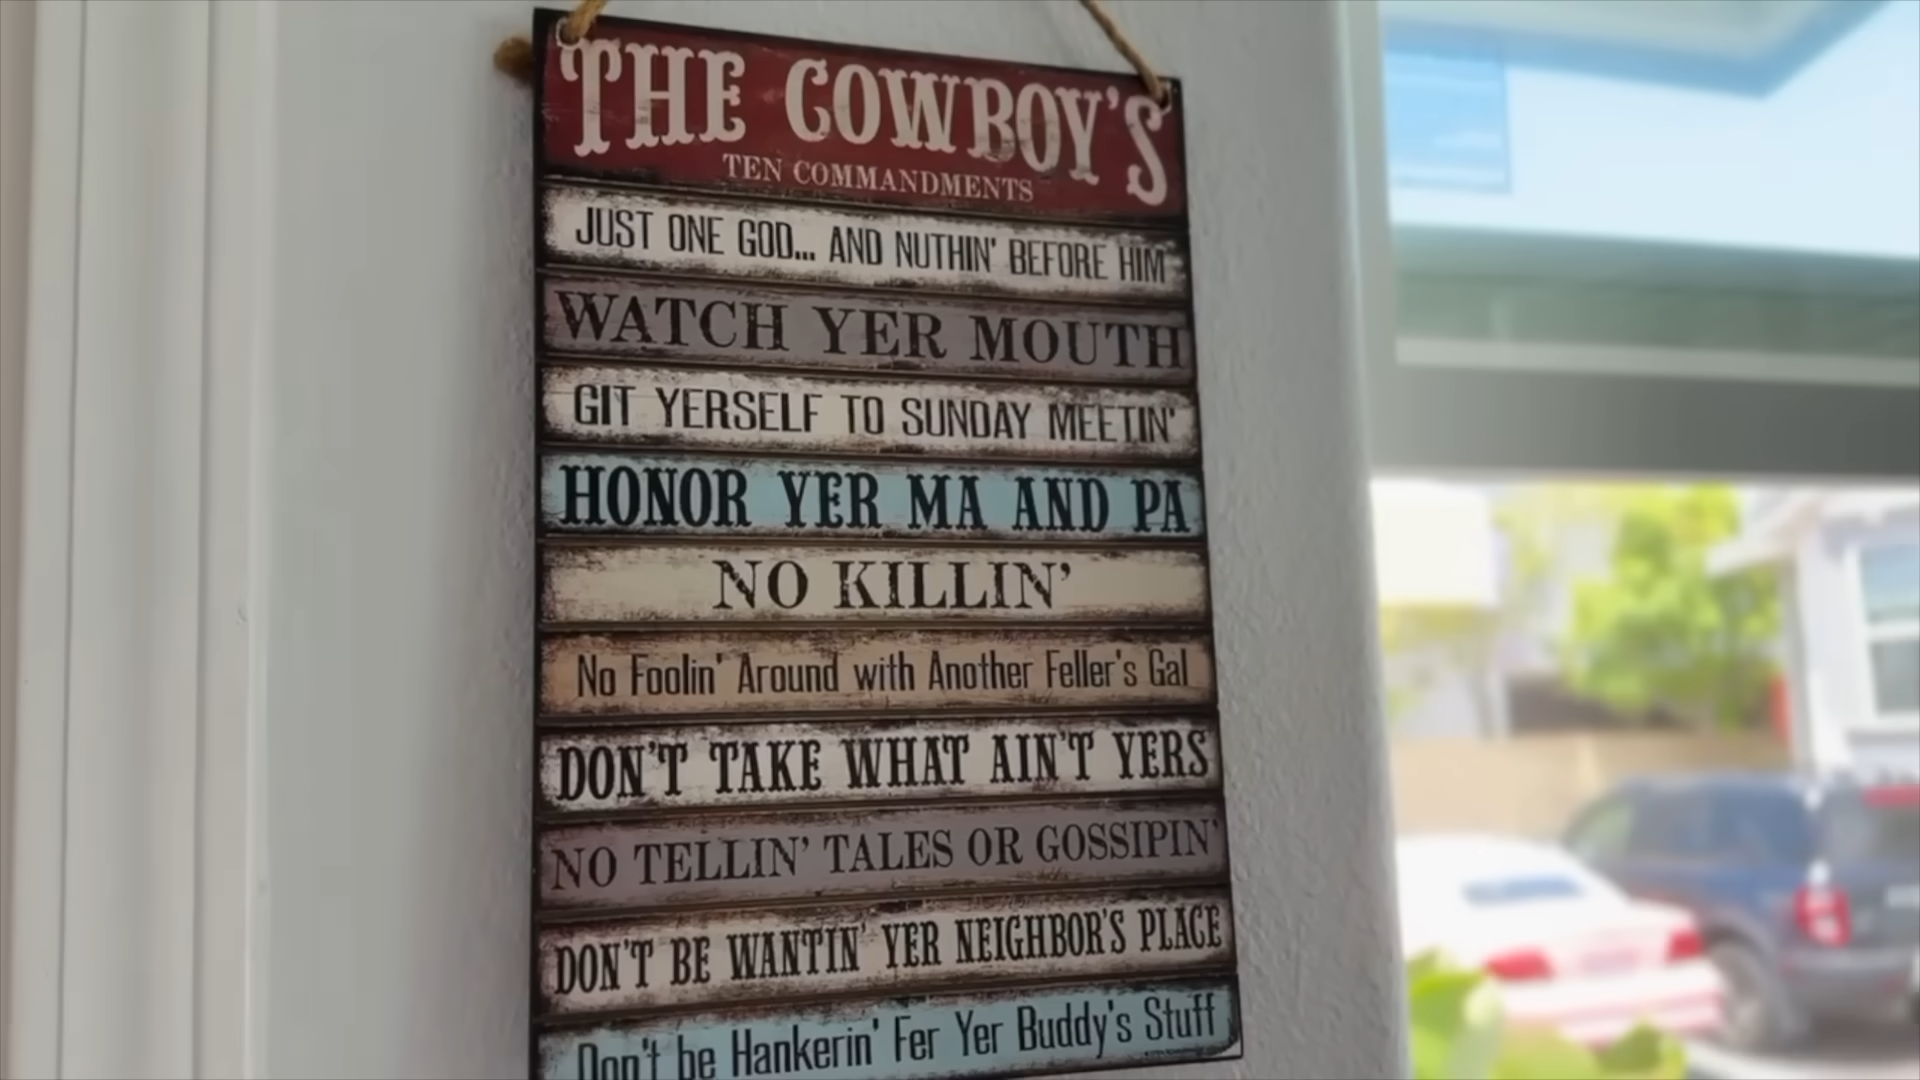 THE COWBOY'S
TEN COMMANDMENTS
JUST ONE GOD... AND NUTHIN' BEFORE HIM
WATCH YER MOUTH
GIT YERSELF TO SUNDAY MEETIN'
HONOR YER MA AND PA
NO KILLIN'
No Foolin' Around with Another Feller's Gal
DON'T TAKE WHAT AIN'T YERS
NO TELLIN' TALES OR GOSSIPIN'
DON'T BE WANTIN' YER NEIGHBOR'S PLACE
Don't be Hankerin' Fer Yer Buddy's Stuff